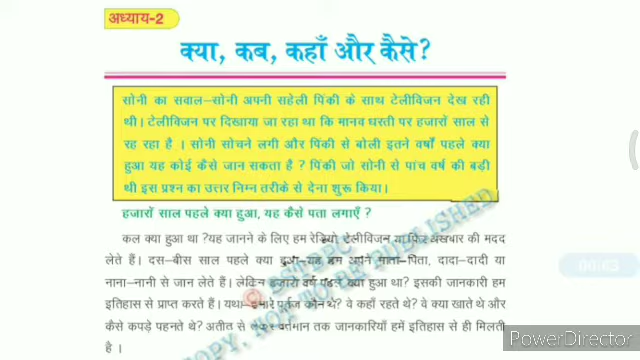 अध्याय-2
क्या, कब, कहाँ और कैसे?
सोनी का सवाल–सोनी अपनी सहेली पिंकी के साथ टेलीविजन देख रही
थी। टेलीविजन पर दिखाया जा रहा था कि मानव धरती पर हजारों साल से
रह रहा है । सोनी सोचने लगी और पिंकी से बोली इतने वर्षों पहले क्या
हुआ यह कोई कैसे जान सकता है ? पिंकी जो सोनी से पांच वर्ष की बड़ी
थी इस प्रश्न का उत्तर निम्न तरीके से देना शुरू किया।
हजारों साल पहले क्या हुआ, यह कैसे पता लगाएँ ?
कल क्या हुआ था ? यह जानने के लिए हम रेडियो, टेलीविजन या फिर अखबार की मदद
लेते हैं। दस-बीस साल पहले क्या हुआ-यह हम अपने माता-पिता, दादा-दादी या
नाना-नानी से जान लेते हैं। लेकिन हजारों वर्ष पहले क्या हुआ था? इसकी जानकारी हम
इतिहास से प्राप्त करते हैं। यथा-हमारे पूर्वज कौन थे? वे कहाँ रहते थे? वे क्या खाते थे और
कैसे कपड़े पहनते थे? अतीत से लेकर वर्तमान तक जानकारियाँ हमें इतिहास से ही मिलती
है ।
NOT TO BE PUBLISHED
PowerDirector